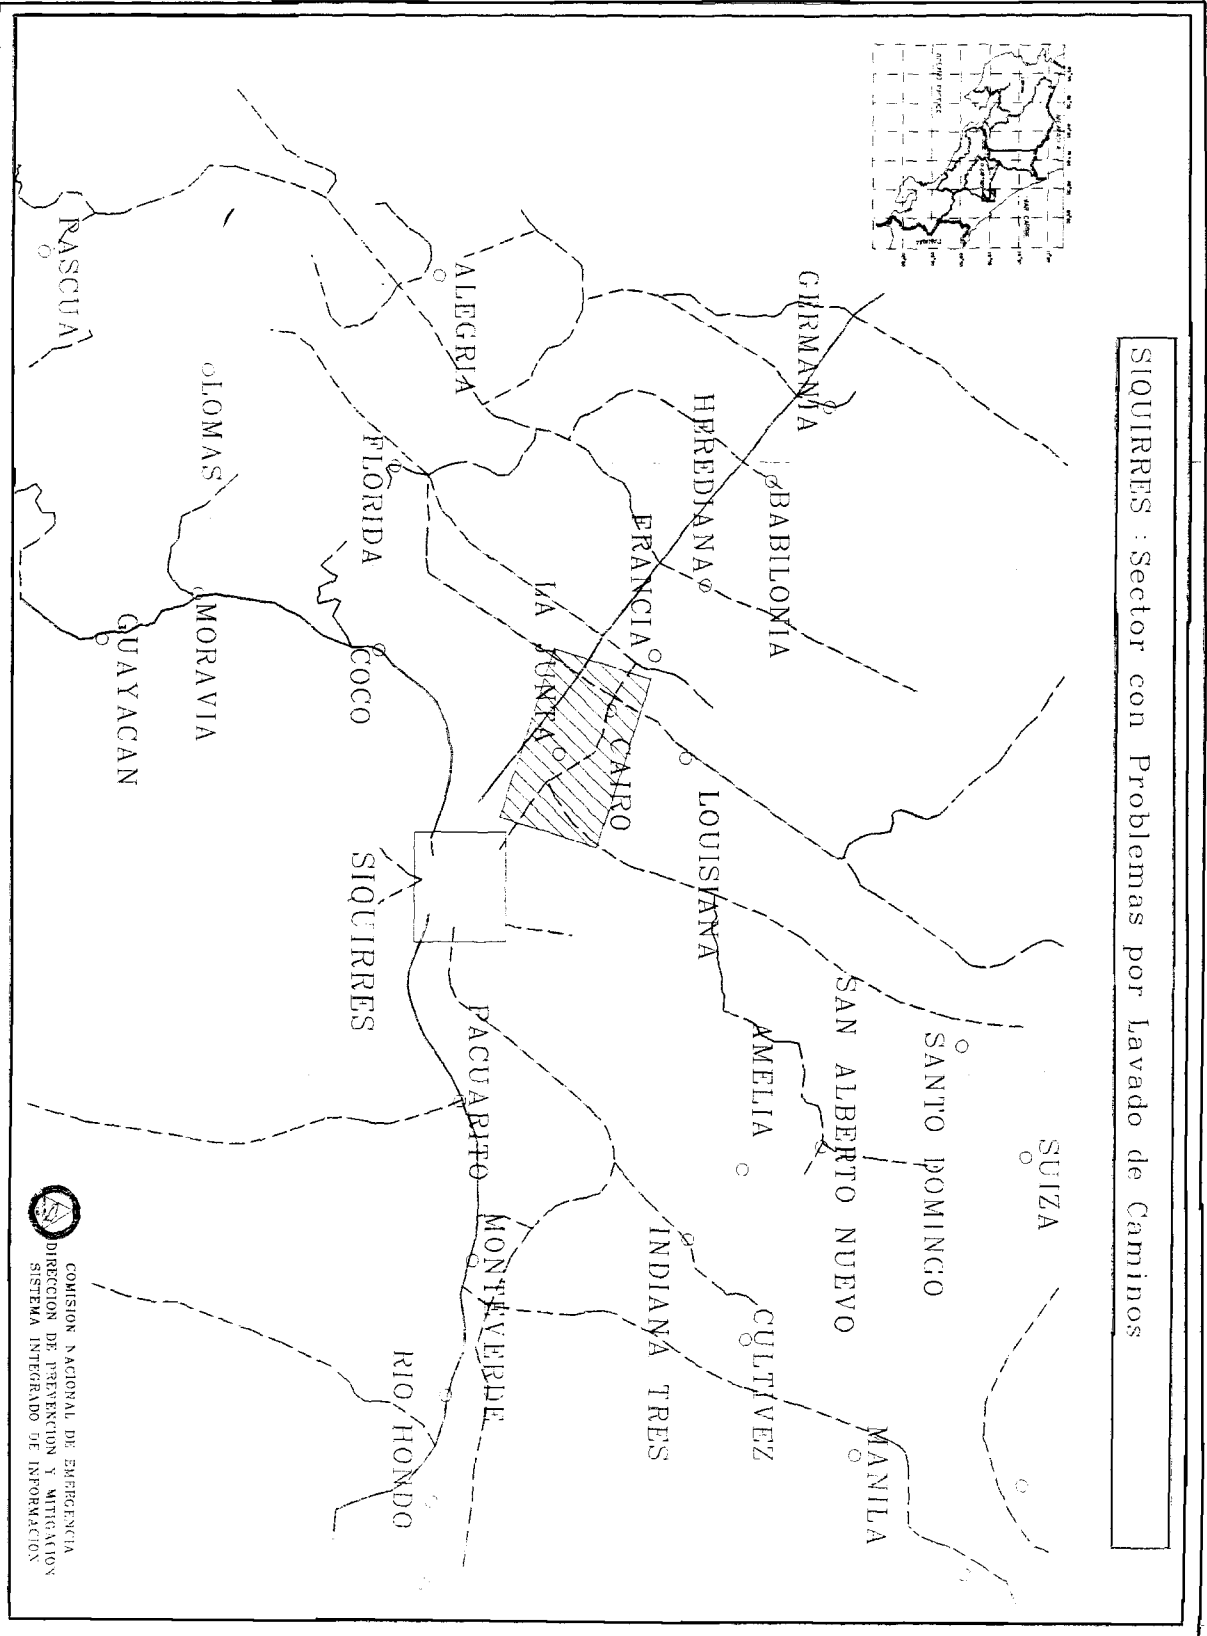 SIQUIRRES : Sector con Problemas por Lavado de Caminos
SUIZA
SANTO DOMINGO
GERMANIA
SAN ALBERTO NUEVO
MANILA
BABILONIA
AMELIA
CULTIVEZ
HEREDIANA
LOUISIANA
INDIANA TRES
FRANCIA
CAIRO
LA JUNTA
ALEGRIA
PACUARITO
MONTEVERDE
FLORIDA
COCO
SIQUIRRES
RIO HONDO
LOMAS
MORAVIA
PASCUA
GUAYACAN
COMISION NACIONAL DE EMERGENCIA
DIRECCION DE PREVENCION Y MITIGACION
SISTEMA INTEGRADO DE INFORMACION